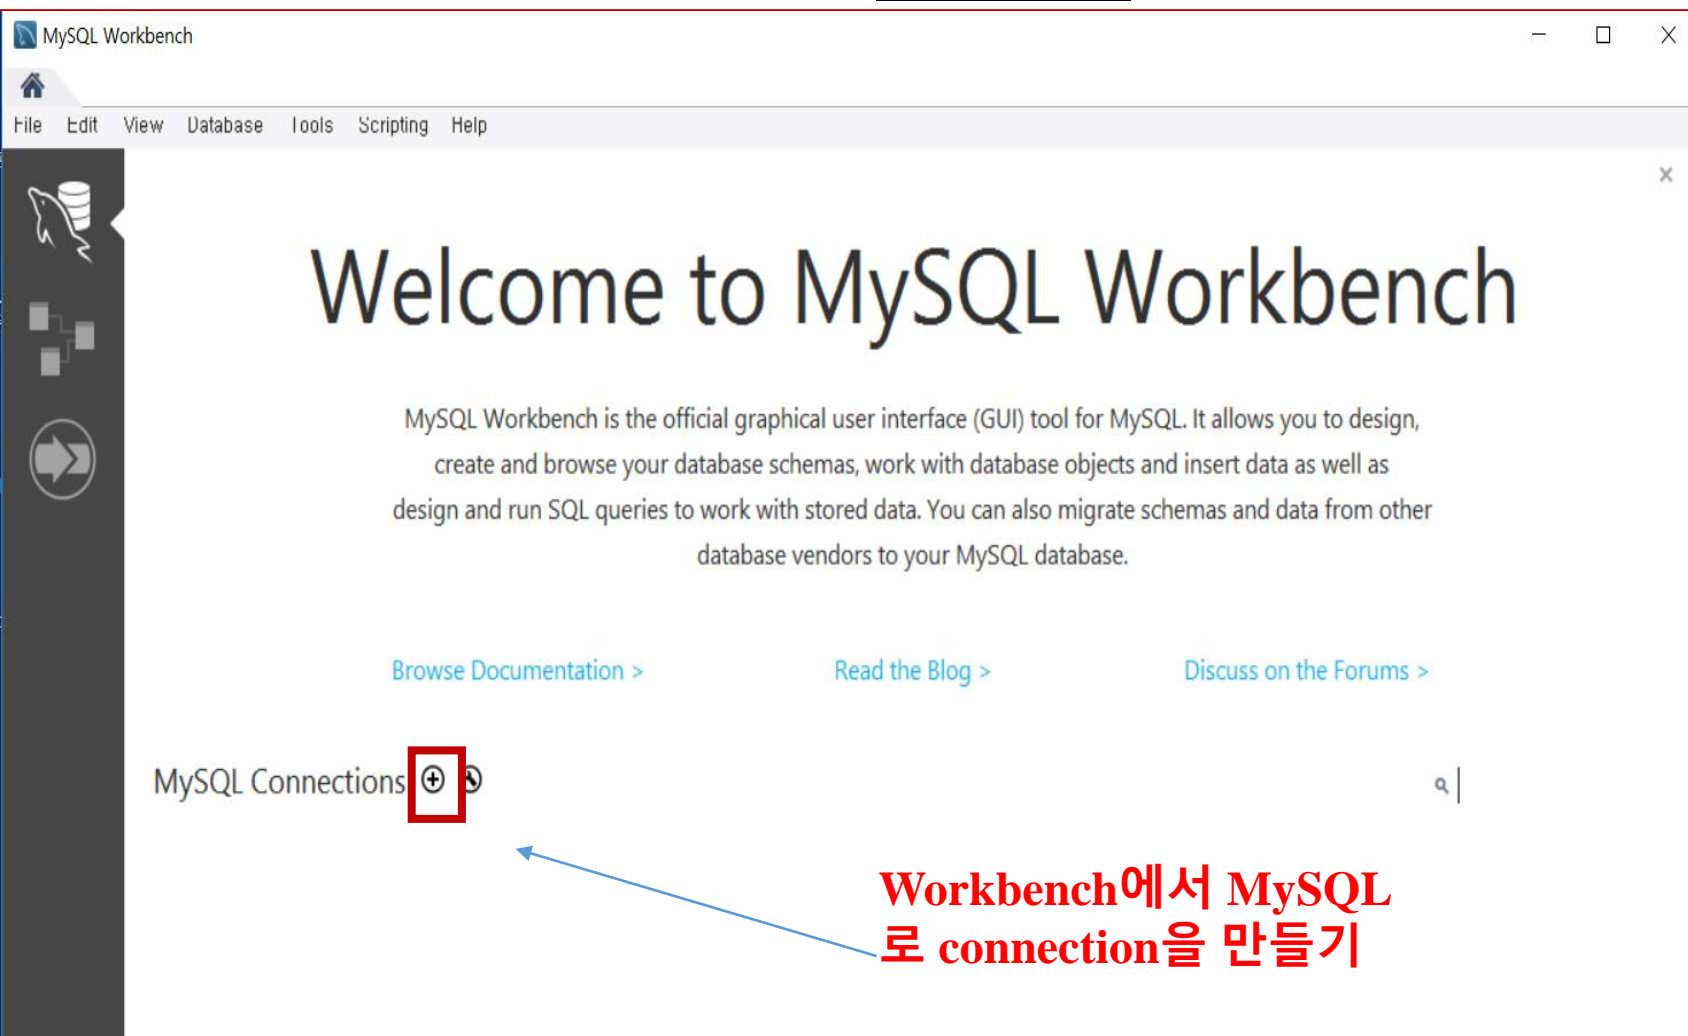 MySQL Workbench
File Edit View Database Tools Scripting Help
Welcome to MySQL Workbench
MySQL Workbench is the official graphical user interface (GUI) tool for MySQL. It allows you to design,
create and browse your database schemas, work with database objects and insert data as well as
design and run SQL queries to work with stored data. You can also migrate schemas and data from other
database vendors to your MySQL database.
Browse Documentation > Read the Blog > Discuss on the Forums >
MySQL Connections
Workbench에서 MySQL
로 connection을 만들기